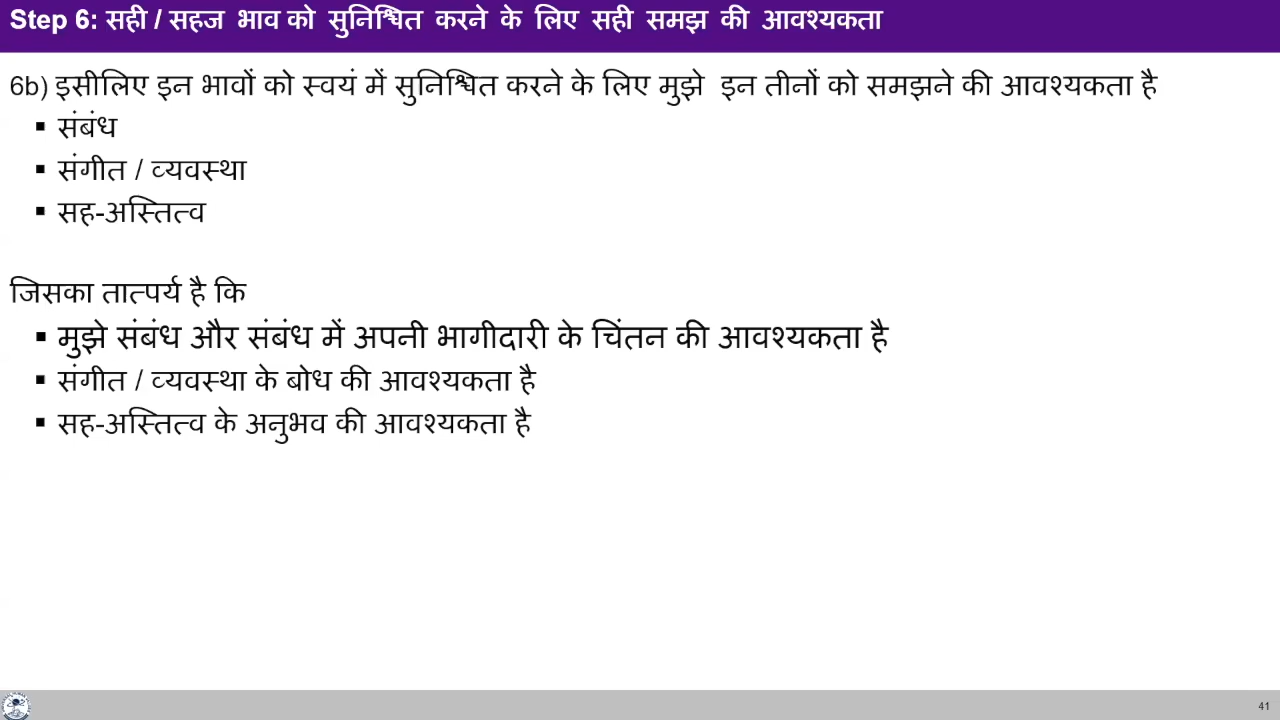 Step 6: सही / सहज भाव को सुनिश्चित करने के लिए सही समझ की आवश्यकता
6b) इसीलिए इन भावों को स्वयं में सुनिश्चित करने के लिए मुझे इन तीनों को समझने की आवश्यकता है
▪ संबंध
▪ संगीत / व्यवस्था
▪ सह-अस्तित्व
जिसका तात्पर्य है कि
▪ मुझे संबंध और संबंध में अपनी भागीदारी के चिंतन की आवश्यकता है
▪ संगीत / व्यवस्था के बोध की आवश्यकता है
▪ सह-अस्तित्व के अनुभव की आवश्यकता है
41